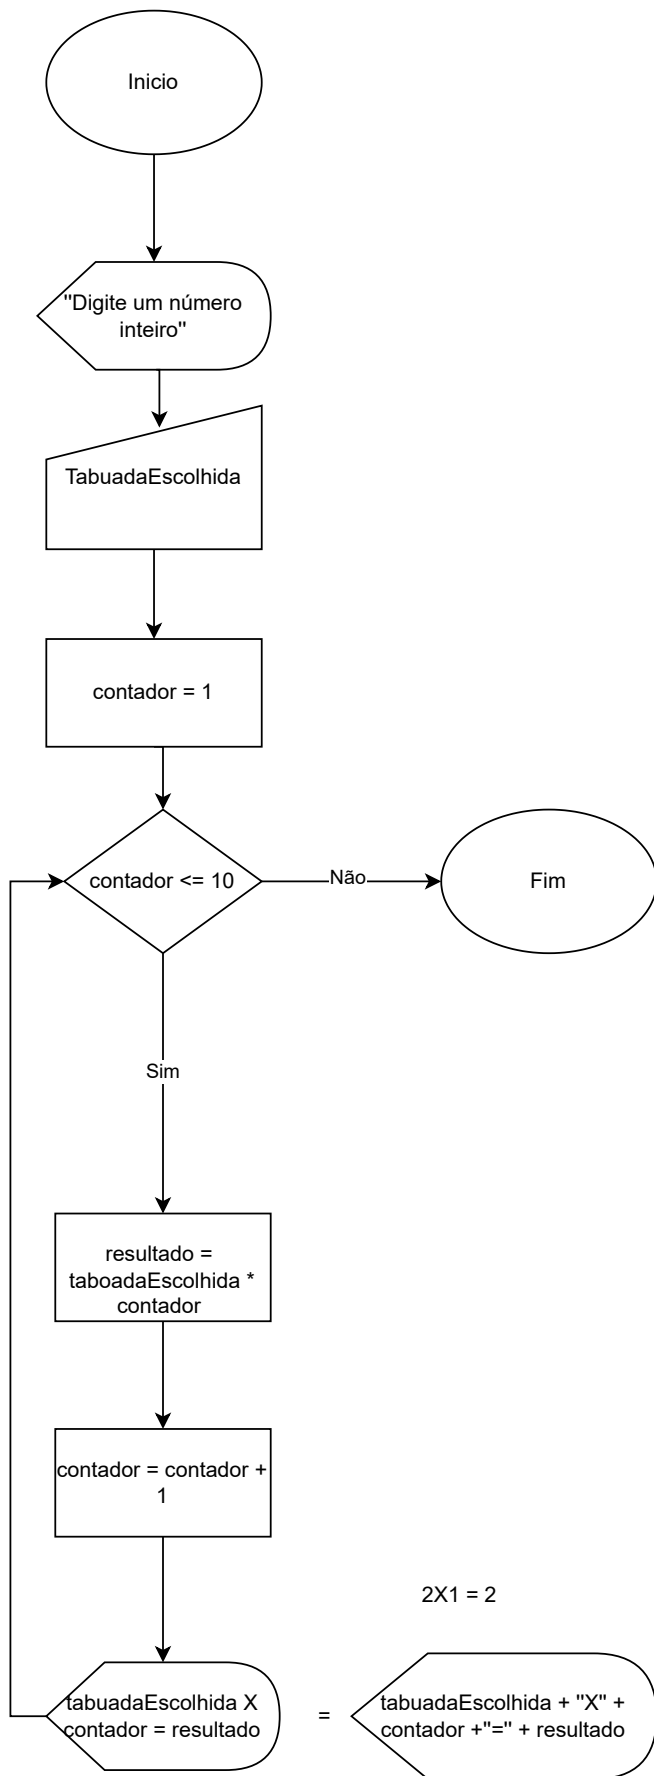 Inicio
"Digite um número
inteiro"
TabuadaEscolhida
contador = 1
contador <= 10
Não
Fim
Sim
resultado =
taboadaEscolhida *
contador
contador = contador +
1
2X1 = 2
tabuadaEscolhida X
contador = resultado
=
tabuadaEscolhida + "X" +
contador +"=" + resultado